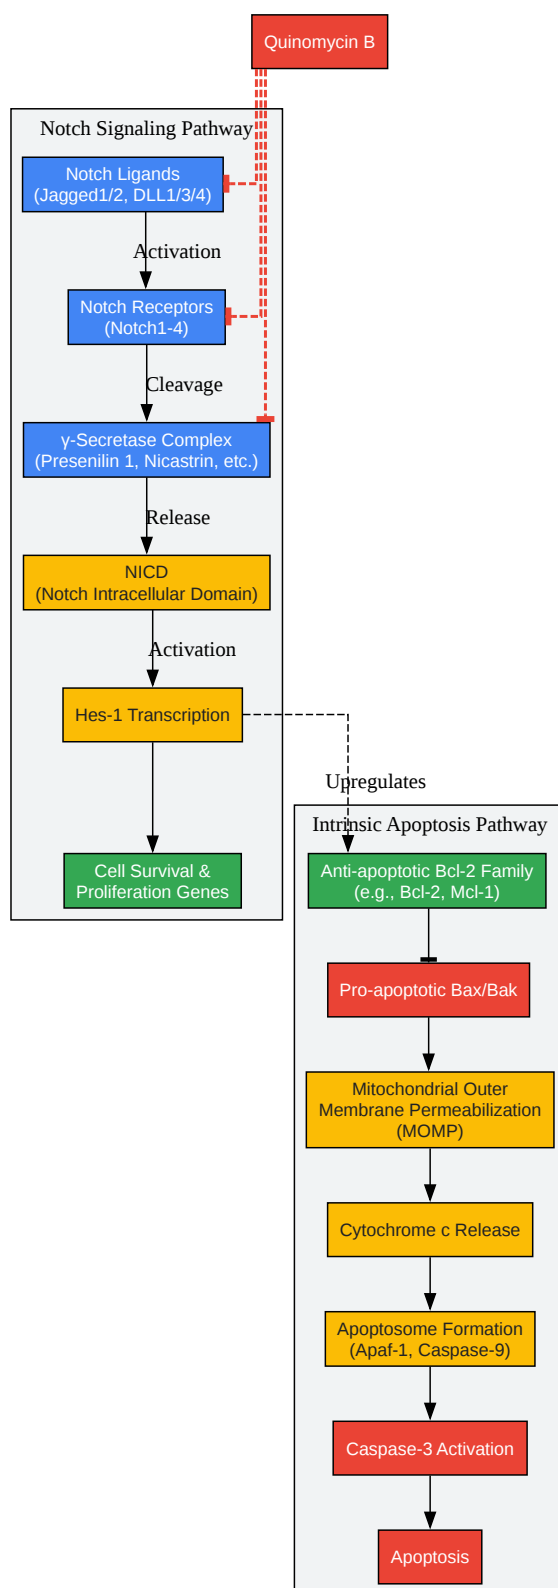 Quinomycin B
Notch Signaling Pathway
Notch Ligands
(Jagged1/2, DLL1/3/4)
Activation
Notch Receptors
(Notch1-4)
Cleavage
γ-Secretase Complex
(Presenilin 1, Nicastrin, etc.)
Release
NICD
(Notch Intracellular Domain)
Activation
Hes-1 Transcription
Upregulates
Cell Survival &
Proliferation Genes
Intrinsic Apoptosis Pathway
Anti-apoptotic Bcl-2 Family
(e.g., Bcl-2, Mcl-1)
Pro-apoptotic Bax/Bak
Mitochondrial Outer
Membrane Permeabilization
(MOMP)
Cytochrome c Release
Apoptosome Formation
(Apaf-1, Caspase-9)
Caspase-3 Activation
Apoptosis